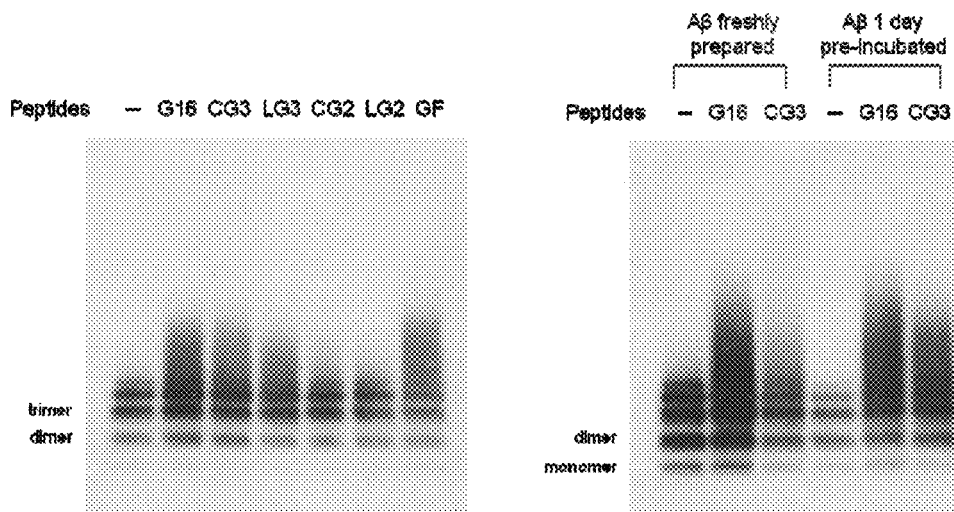 Peptides – G16 CG3 LG3 CG2 LG2 GF
trimer
dimer
Aβ freshly
prepared
Aβ 1 day
pre-incubated
Peptides – G16 CG3 – G16 CG3
dimer
monomer